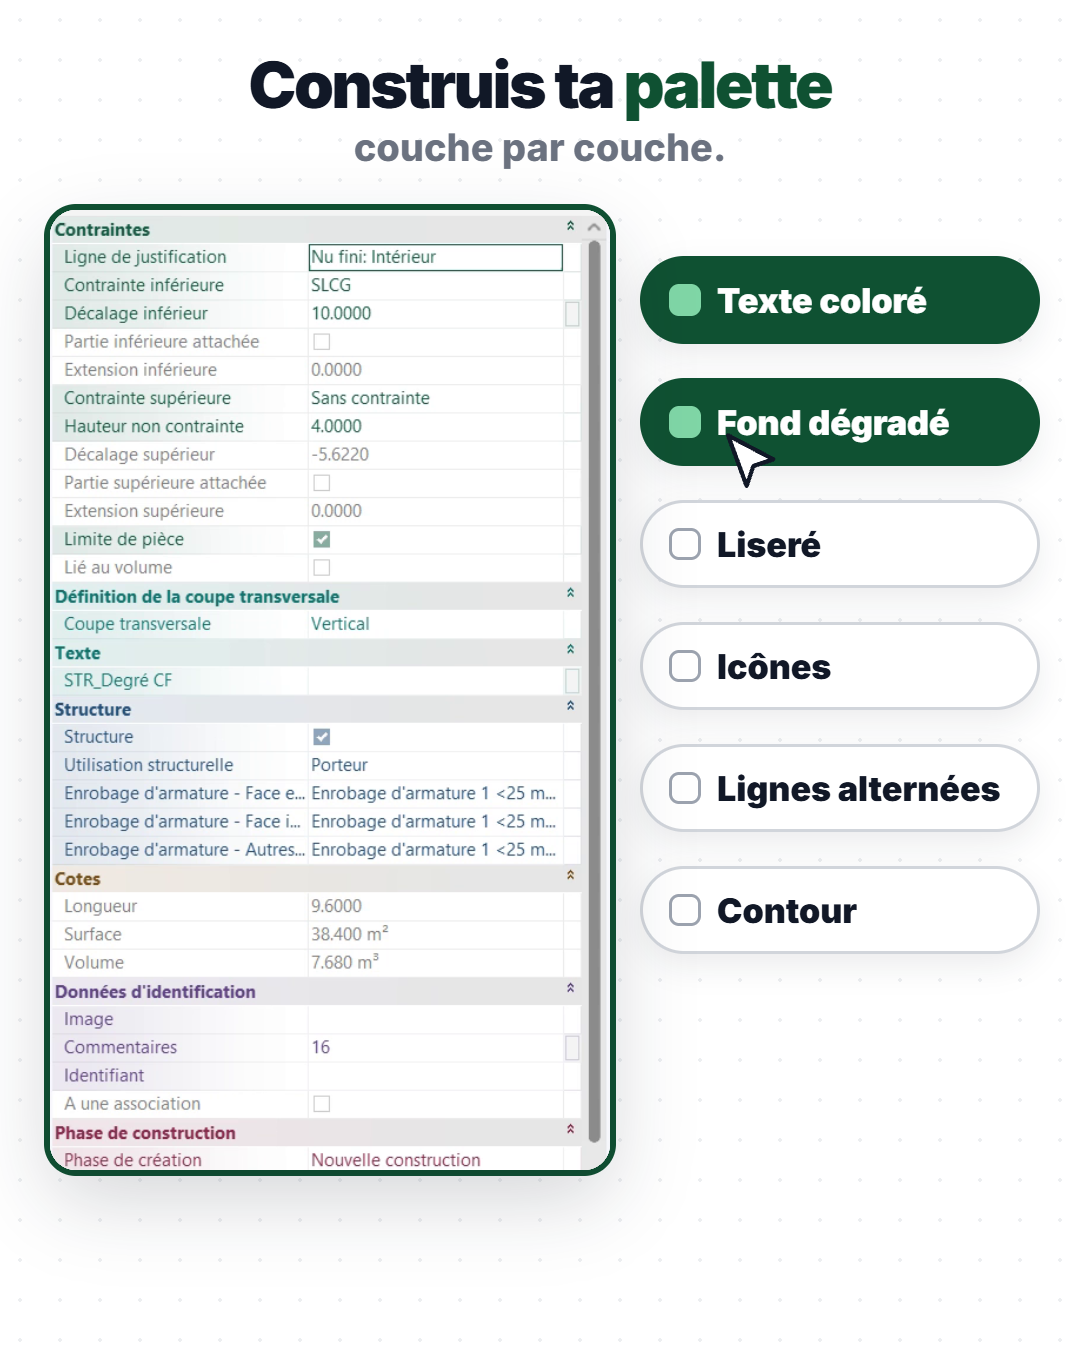 Construis ta palette
couche par couche.
Contraintes
Ligne de justification Nu fini: Intérieur
Contrainte inférieure SLCG
Décalage inférieur 10.0000
Partie inférieure attachée
Extension inférieure 0.0000
Contrainte supérieure Sans contrainte
Hauteur non contrainte 4.0000
Décalage supérieur -5.6220
Partie supérieure attachée
Extension supérieure 0.0000
Limite de pièce
Lié au volume
Définition de la coupe transversale
Coupe transversale Vertical
Texte
STR_Degré CF
Structure
Structure
Utilisation structurelle Porteur
Enrobage d'armature - Face e... Enrobage d'armature 1 <25 m...
Enrobage d'armature - Face i... Enrobage d'armature 1 <25 m...
Enrobage d'armature - Autres... Enrobage d'armature 1 <25 m...
Cotes
Longueur 9.6000
Surface 38.400 m²
Volume 7.680 m³
Données d'identification
Image
Commentaires 16
Identifiant
A une association
Phase de construction
Phase de création Nouvelle construction
Texte coloré
Fond dégradé
Liseré
Icônes
Lignes alternées
Contour